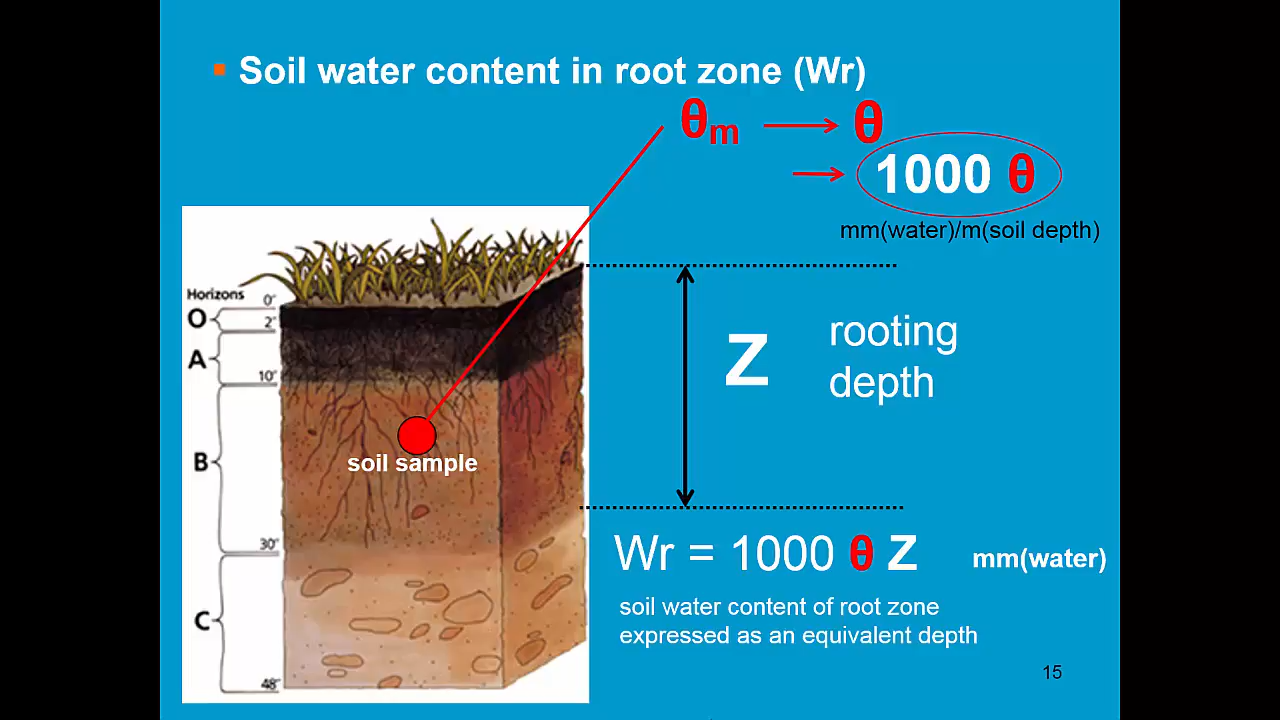 Soil water content in root zone (Wr)
θm → θ
→ 1000 θ
mm(water)/m(soil depth)
Horizons
0"
O
2"
A
10"
B
30"
C
48"
soil sample
Z
rooting
depth
Wr = 1000 θ Z mm(water)
soil water content of root zone
expressed as an equivalent depth
15